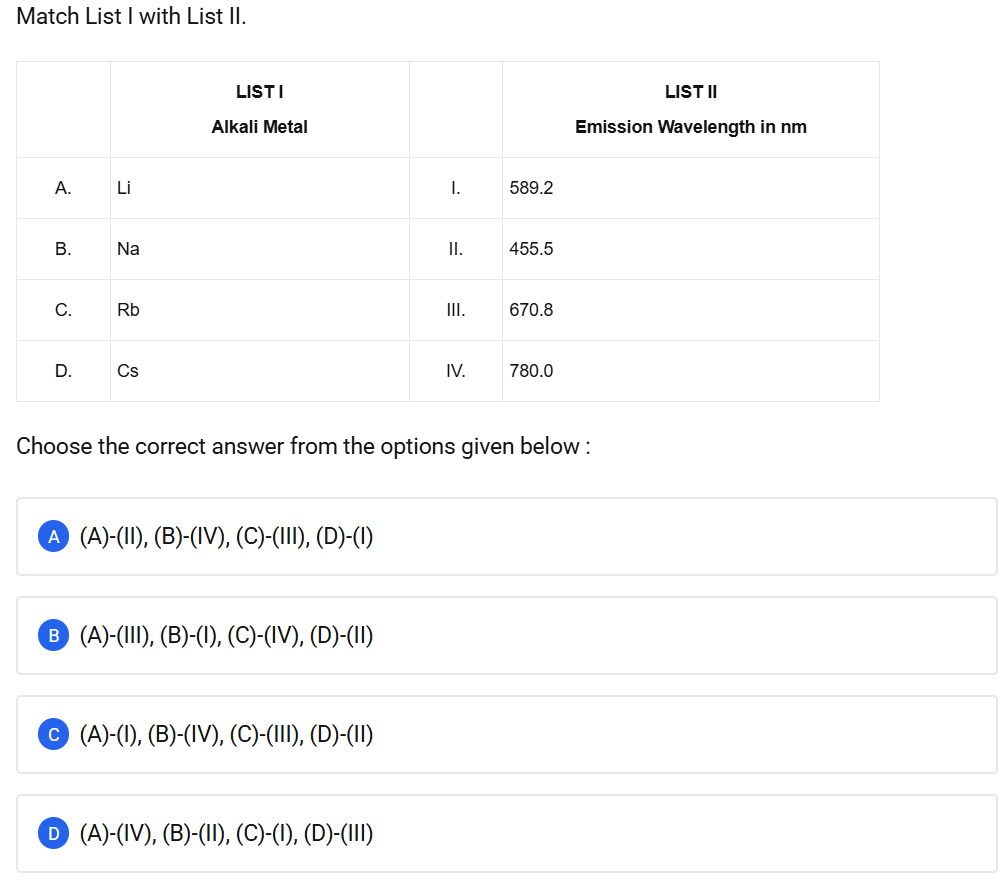 Match List I with List II.
LIST I LIST II
Alkali Metal Emission Wavelength in nm
A. Li I. 589.2
B. Na II. 455.5
C. Rb III. 670.8
D. Cs IV. 780.0
Choose the correct answer from the options given below :
A (A)-(II), (B)-(IV), (C)-(III), (D)-(I)
B (A)-(III), (B)-(I), (C)-(IV), (D)-(II)
C (A)-(I), (B)-(IV), (C)-(III), (D)-(II)
D (A)-(IV), (B)-(II), (C)-(I), (D)-(III)